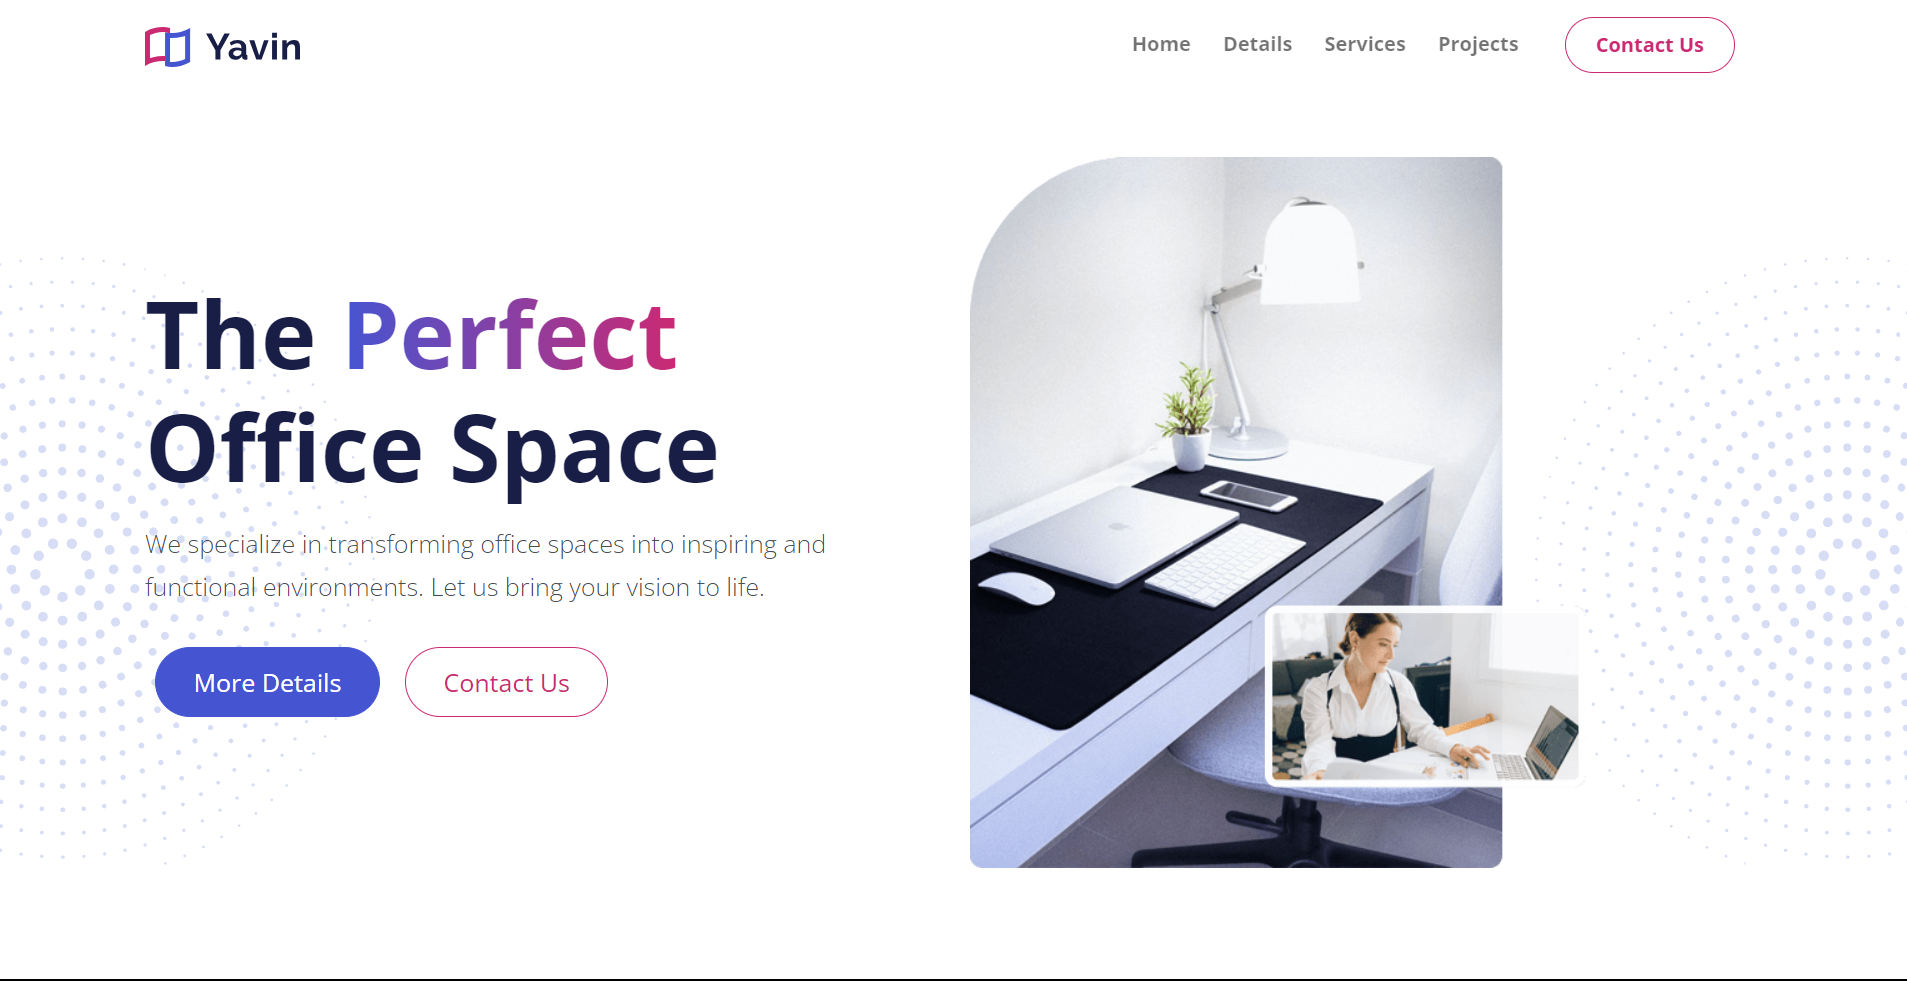 Yavin
Home Details Services Projects Contact Us
The Perfect
Office Space
We specialize in transforming office spaces into inspiring and
functional environments. Let us bring your vision to life.
More Details Contact Us